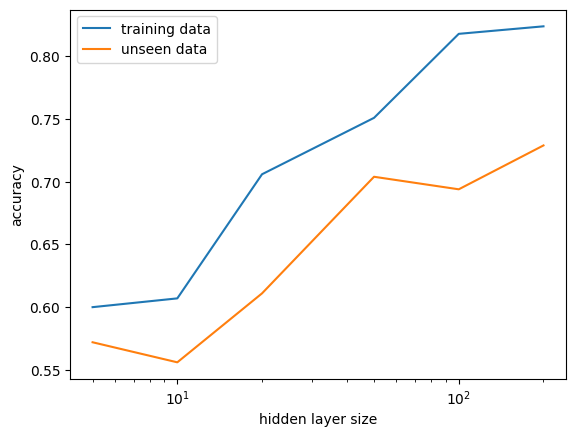 training data
unseen data
0.80
0.75
0.70
0.65
0.60
0.55
accuracy
10¹
10²
hidden layer size